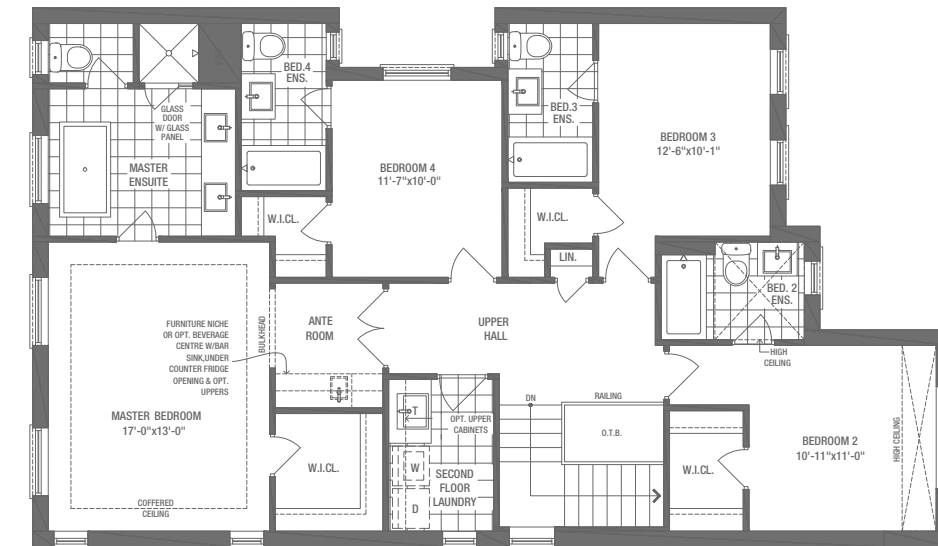 BED.4
ENS.
GLASS
DOOR
W/ GLASS
PANEL
MASTER
ENSUITE
BEDROOM 4
11'-7"x10'-0"
BED.3
ENS.
BEDROOM 3
12'-6"x10'-1"
W.I.CL.
W.I.CL.
LIN.
BED. 2
ENS.
HIGH
CEILING
ANTE
ROOM
UPPER
HALL
BULKHEAD
FURNITURE NICHE
OR OPT. BEVERAGE
CENTRE W/BAR
SINK,UNDER
COUNTER FRIDGE
OPENING & OPT.
UPPERS
MASTER BEDROOM
17'-0"x13'-0"
COFFERED
CEILING
W.I.CL.
T
OPT. UPPER
CABINETS
W
D
SECOND
FLOOR
LAUNDRY
DN
RAILING
O.T.B.
W.I.CL.
BEDROOM 2
10'-11"x11'-0"
HIGH CEILING